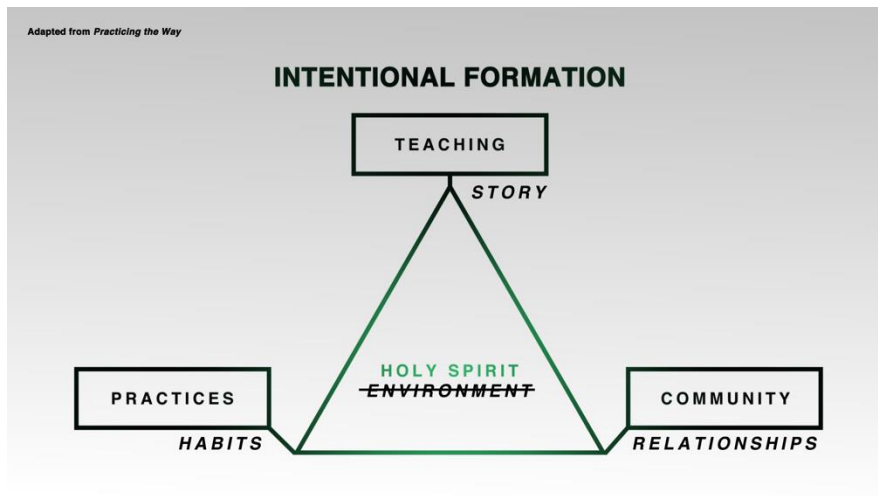 Adapted from Practicing the Way
INTENTIONAL FORMATION
TEACHING
STORY
HOLY SPIRIT
ENVIRONMENT
PRACTICES
HABITS
COMMUNITY
RELATIONSHIPS